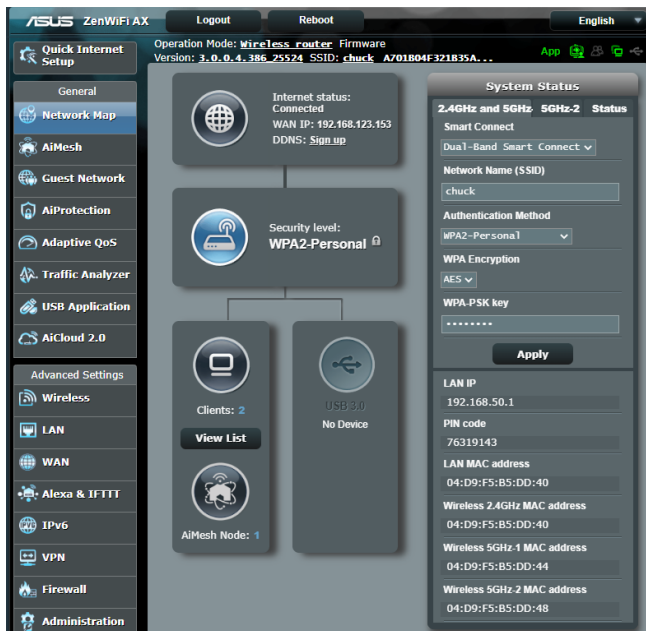 ASUS ZenWiFi AX Logout Reboot English
Quick Internet
Setup
Operation Mode: Wireless router Firmware
Version: 3.0.0.4.386_25524 SSID: chuck A701B04F321B35A...
App
General
Network Map
AiMesh
Guest Network
AiProtection
Adaptive QoS
Traffic Analyzer
USB Application
AiCloud 2.0
Advanced Settings
Wireless
LAN
WAN
Alexa & IFTTT
IPv6
VPN
Firewall
Administration
Internet status:
Connected
WAN IP: 192.168.123.153
DDNS: Sign up
Security level:
WPA2-Personal
Clients: 2
View List
AiMesh Node: 1
USB 3.0
No Device
System Status
2.4GHz and 5GHz- 5GHz-2 Status
Smart Connect
Dual-Band Smart Connect
Network Name (SSID)
chuck
Authentication Method
WPA2-Personal
WPA Encryption
AES
WPA-PSK key
••••••••
Apply
LAN IP
192.168.50.1
PIN code
76319143
LAN MAC address
04:D9:F5:B5:DD:40
Wireless 2.4GHz MAC address
04:D9:F5:B5:DD:40
Wireless 5GHz-1 MAC address
04:D9:F5:B5:DD:44
Wireless 5GHz-2 MAC address
04:D9:F5:B5:DD:48